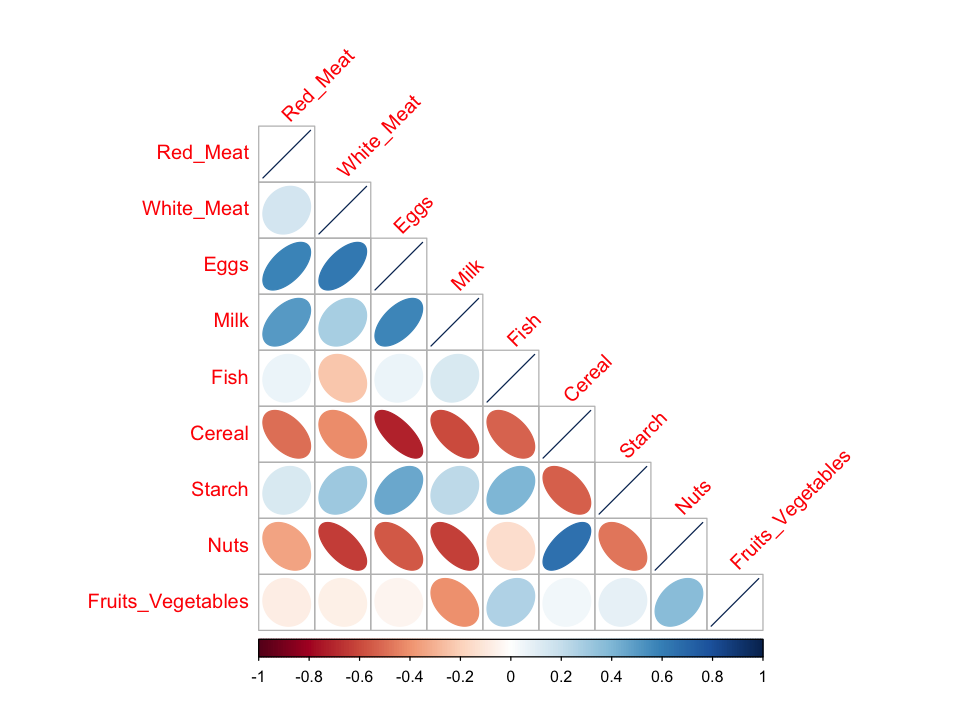 Red_Meat
White_Meat
Eggs
Milk
Fish
Cereal
Starch
Nuts
Fruits_Vegetables
Red_Meat
White_Meat
Eggs
Milk
Fish
Cereal
Starch
Nuts
Fruits_Vegetables
-1 -0.8 -0.6 -0.4 -0.2 0 0.2 0.4 0.6 0.8 1